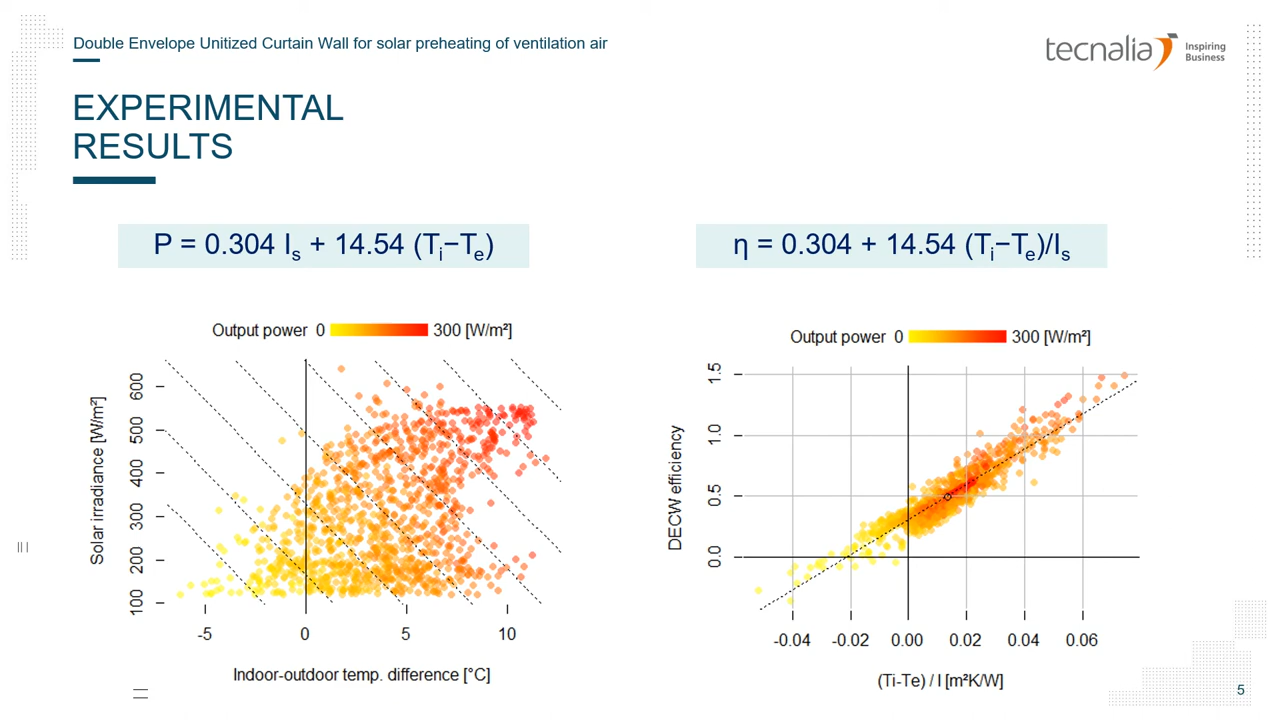 Double Envelope Unitized Curtain Wall for solar preheating of ventilation air
tecnalia Inspiring
Business
EXPERIMENTAL
RESULTS
P = 0.304 Is + 14.54 (Ti−Te)
η = 0.304 + 14.54 (Ti−Te)/Is
Output power 0 300 [W/m²]
Solar irradiance [W/m²]
600
500
400
300
200
100
-5 0 5 10
Indoor-outdoor temp. difference [°C]
Output power 0 300 [W/m²]
DECW efficiency
1.5
1.0
0.5
0.0
-0.04 -0.02 0.00 0.02 0.04 0.06
(Ti-Te) / I [m²K/W]
5